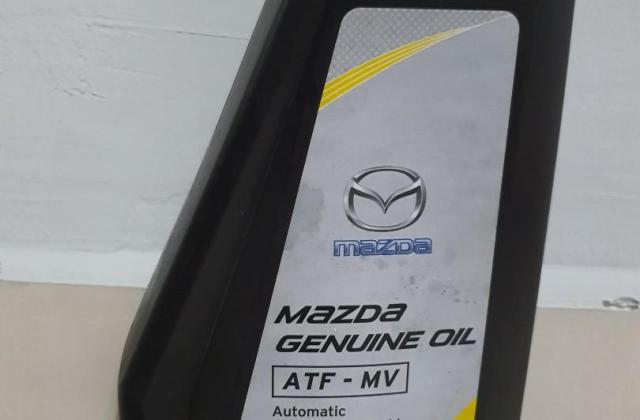 mazda
mazda
GENUINE OIL
ATF - MV
Automatic